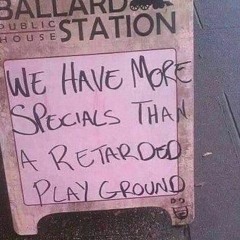 BALLARD
PUBLIC
HOUSE STATION
WE HAVE MORE
SPECIALS THAN
A RETARDED
PLAY GROUND